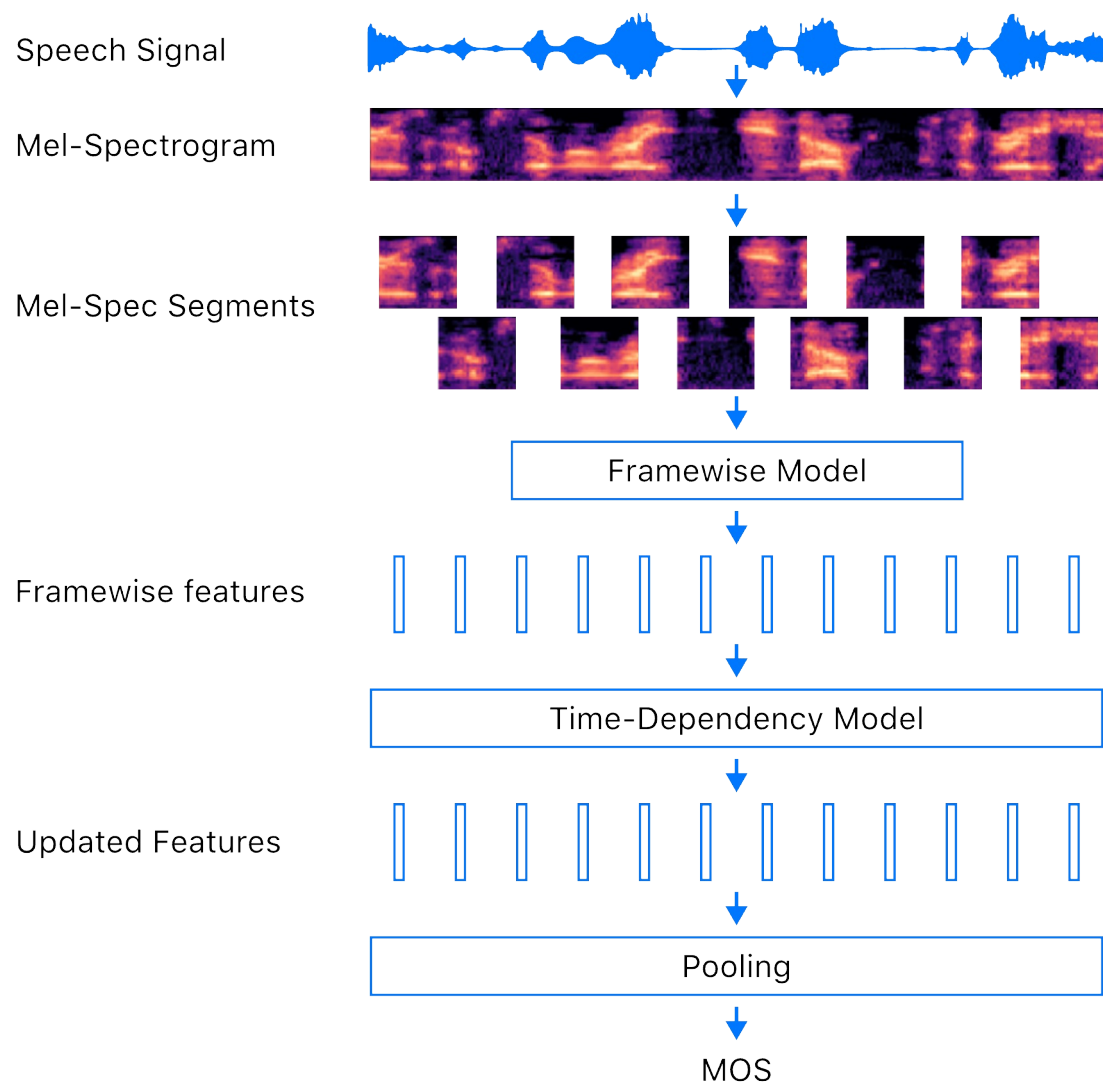 Speech Signal
Mel-Spectrogram
Mel-Spec Segments
Framewise Model
Framewise features
Time-Dependency Model
Updated Features
Pooling
MOS